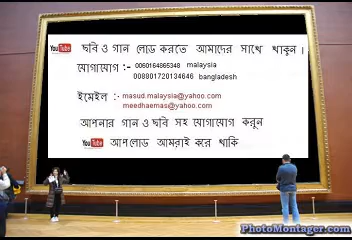 YouTube ছবি ও গান লোড করতে আমাদের সাথে থাকুন।
যোগাযোগ :- 0060164865348 malaysia
008801720134646 bangladesh
ইমেইল :- masud.malaysia@yahoo.com
meedhaemas@yahoo.com
আপনার গান ও ছবি সহ যোগাযোগ করুন
YouTube আপলোড আমরাই করে থাকি
PhotoMontager.com